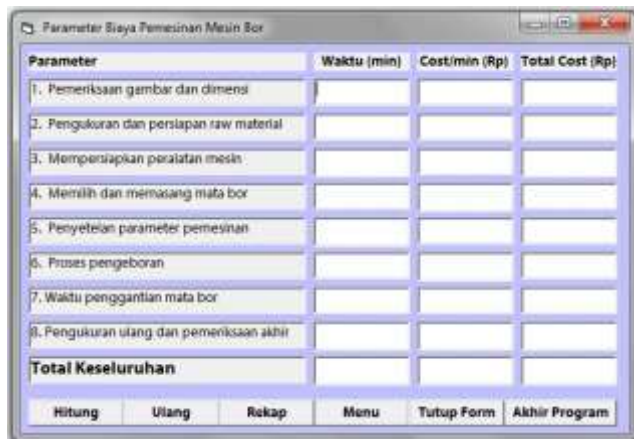 Parameter Biaya Pemesinan Mesin Bor
Parameter Waktu (min) Cost/min (Rp) Total Cost (Rp)
1. Pemeriksaan gambar dan dimensi
2. Pengukuran dan persiapan raw material
3. Mempersiapkan peralatan mesin
4. Memilih dan memasang mata bor
5. Penyetelan parameter pemesinan
6. Proses pengeboran
7. Waktu penggantian mata bor
8. Pengukuran ulang dan pemeriksaan akhir
Total Keseluruhan
Hitung Ulang Rekap Menu Tutup Form Akhir Program